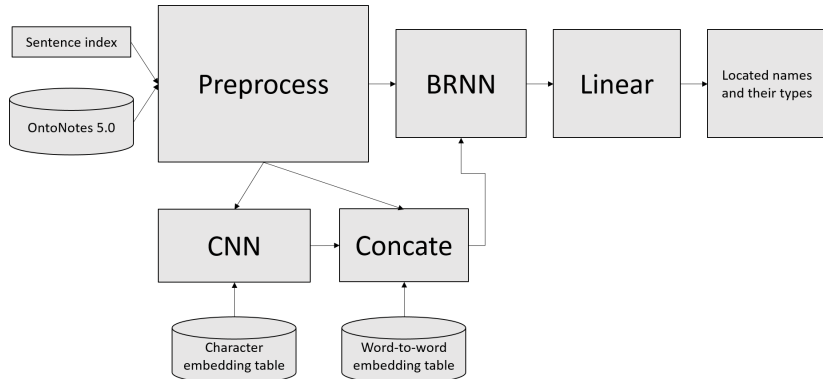 Sentence index
OntoNotes 5.0
Preprocess
BRNN
Linear
Located names
and their types
CNN
Concate
Character
embedding table
Word-to-word
embedding table